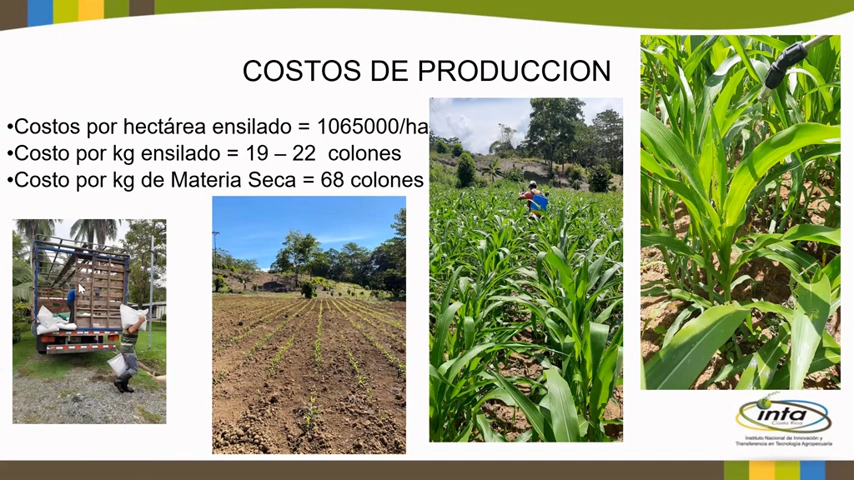 COSTOS DE PRODUCCION
•Costos por hectárea ensilado = 1065000/ha
•Costo por kg ensilado = 19 – 22 colones
•Costo por kg de Materia Seca = 68 colones
inta
Costa Rica
Instituto Nacional de Innovación y
Transferencia en Tecnología Agropecuaria